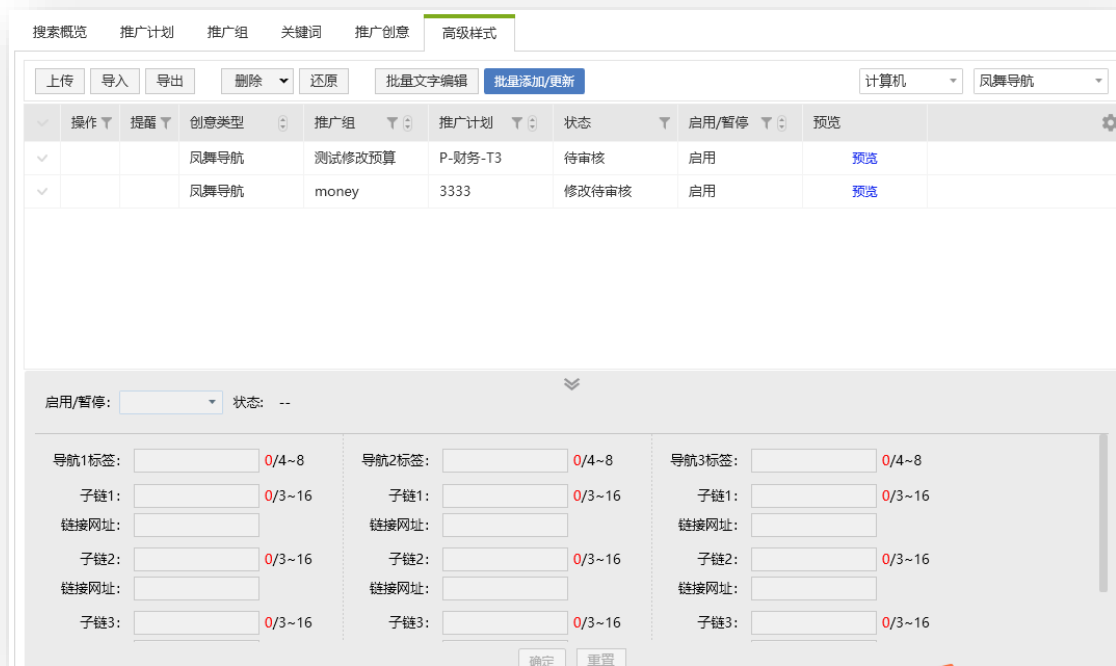 搜索概览 推广计划 推广组 关键词 推广创意 高级样式
上传 导入 导出 删除 还原 批量文字编辑 批量添加/更新 计算机 凤舞导航
操作 提醒 创意类型 推广组 推广计划 状态 启用/暂停 预览
凤舞导航 测试修改预算 P-财务-T3 待审核 启用 预览
凤舞导航 money 3333 修改待审核 启用 预览
启用/暂停: 状态: --
导航1标签: 0/4~8 导航2标签: 0/4~8 导航3标签: 0/4~8
子链1: 0/3~16 子链1: 0/3~16 子链1: 0/3~16
链接网址: 链接网址: 链接网址:
子链2: 0/3~16 子链2: 0/3~16 子链2: 0/3~16
链接网址: 链接网址: 链接网址:
子链3: 0/3~16 子链3: 0/3~16 子链3: 0/3~16
确定 重置